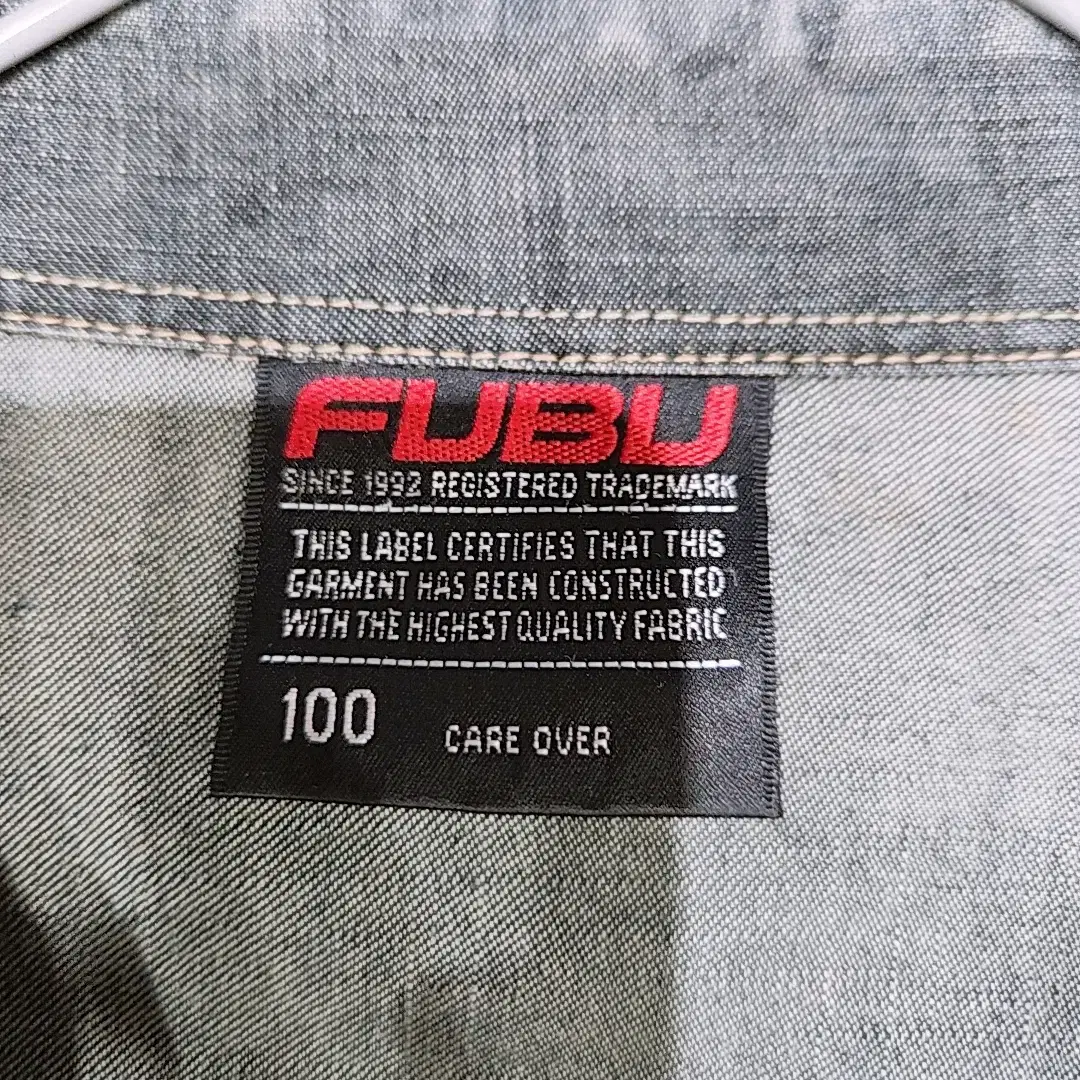 FUBU
SINCE 1992 REGISTERED TRADEMARK
THIS LABEL CERTIFIES THAT THIS
GARMENT HAS BEEN CONSTRUCTED
WITH THE HIGHEST QUALITY FABRIC
100
CARE OVER